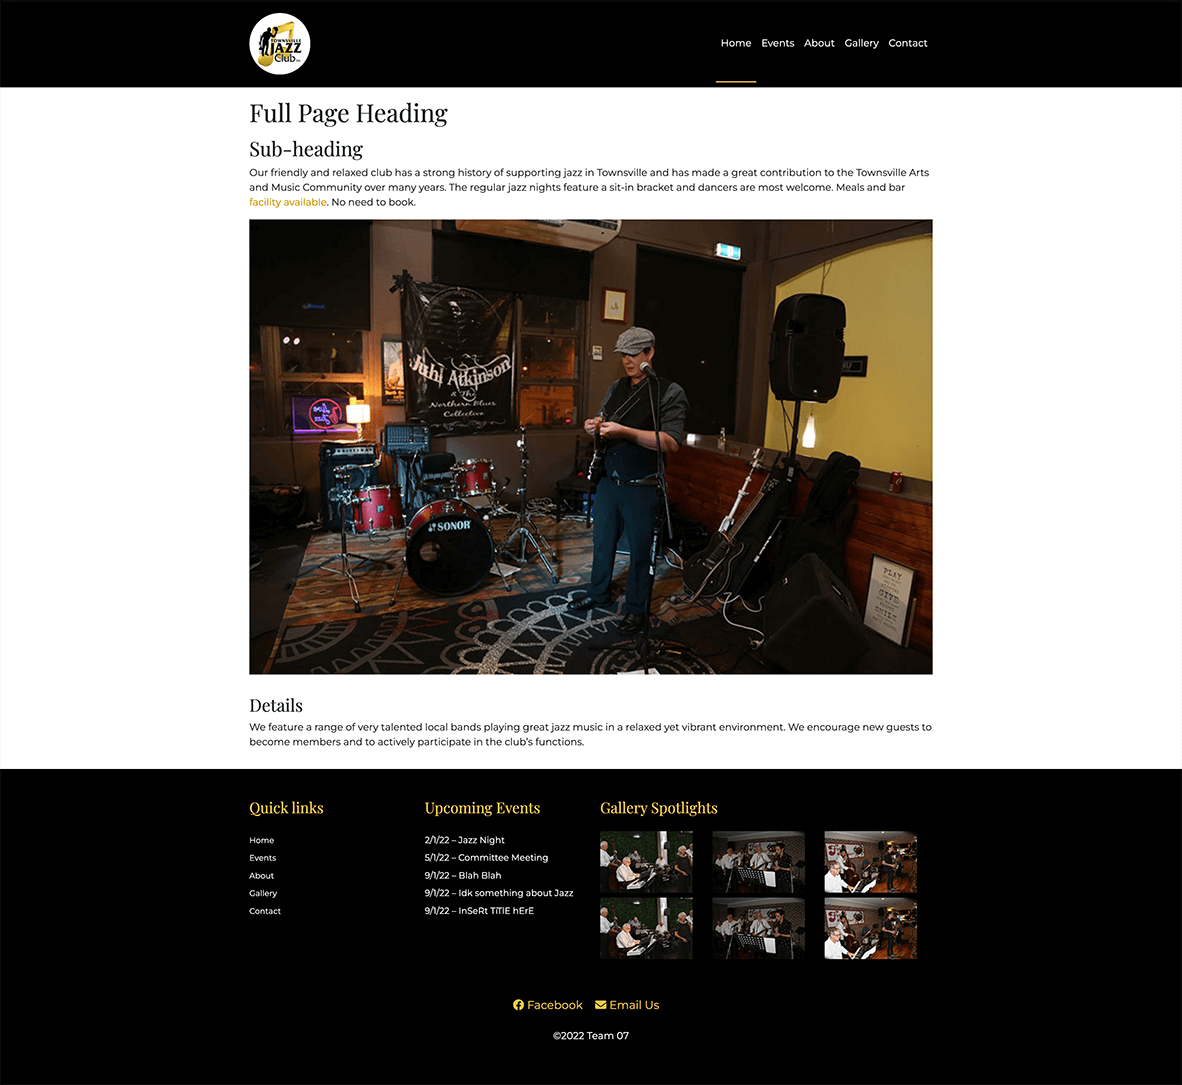 TOWNSVILLE
JAZZ
Club
Home Events About Gallery Contact
Full Page Heading
Sub-heading
Our friendly and relaxed club has a strong history of supporting jazz in Townsville and has made a great contribution to the Townsville Arts
and Music Community over many years. The regular jazz nights feature a sit-in bracket and dancers are most welcome. Meals and bar
facility available. No need to book.
Juhl Atkinson
& The
Northern Blues
Collective
SONOR
PLAY
GIVE
Details
We feature a range of very talented local bands playing great jazz music in a relaxed yet vibrant environment. We encourage new guests to
become members and to actively participate in the club's functions.
Quick links
Home
Events
About
Gallery
Contact
Upcoming Events
2/1/22 – Jazz Night
5/1/22 – Committee Meeting
9/1/22 – Blah Blah
9/1/22 – Idk something about Jazz
9/1/22 – InSeRt TiTlE hErE
Gallery Spotlights
Facebook Email Us
©2022 Team 07